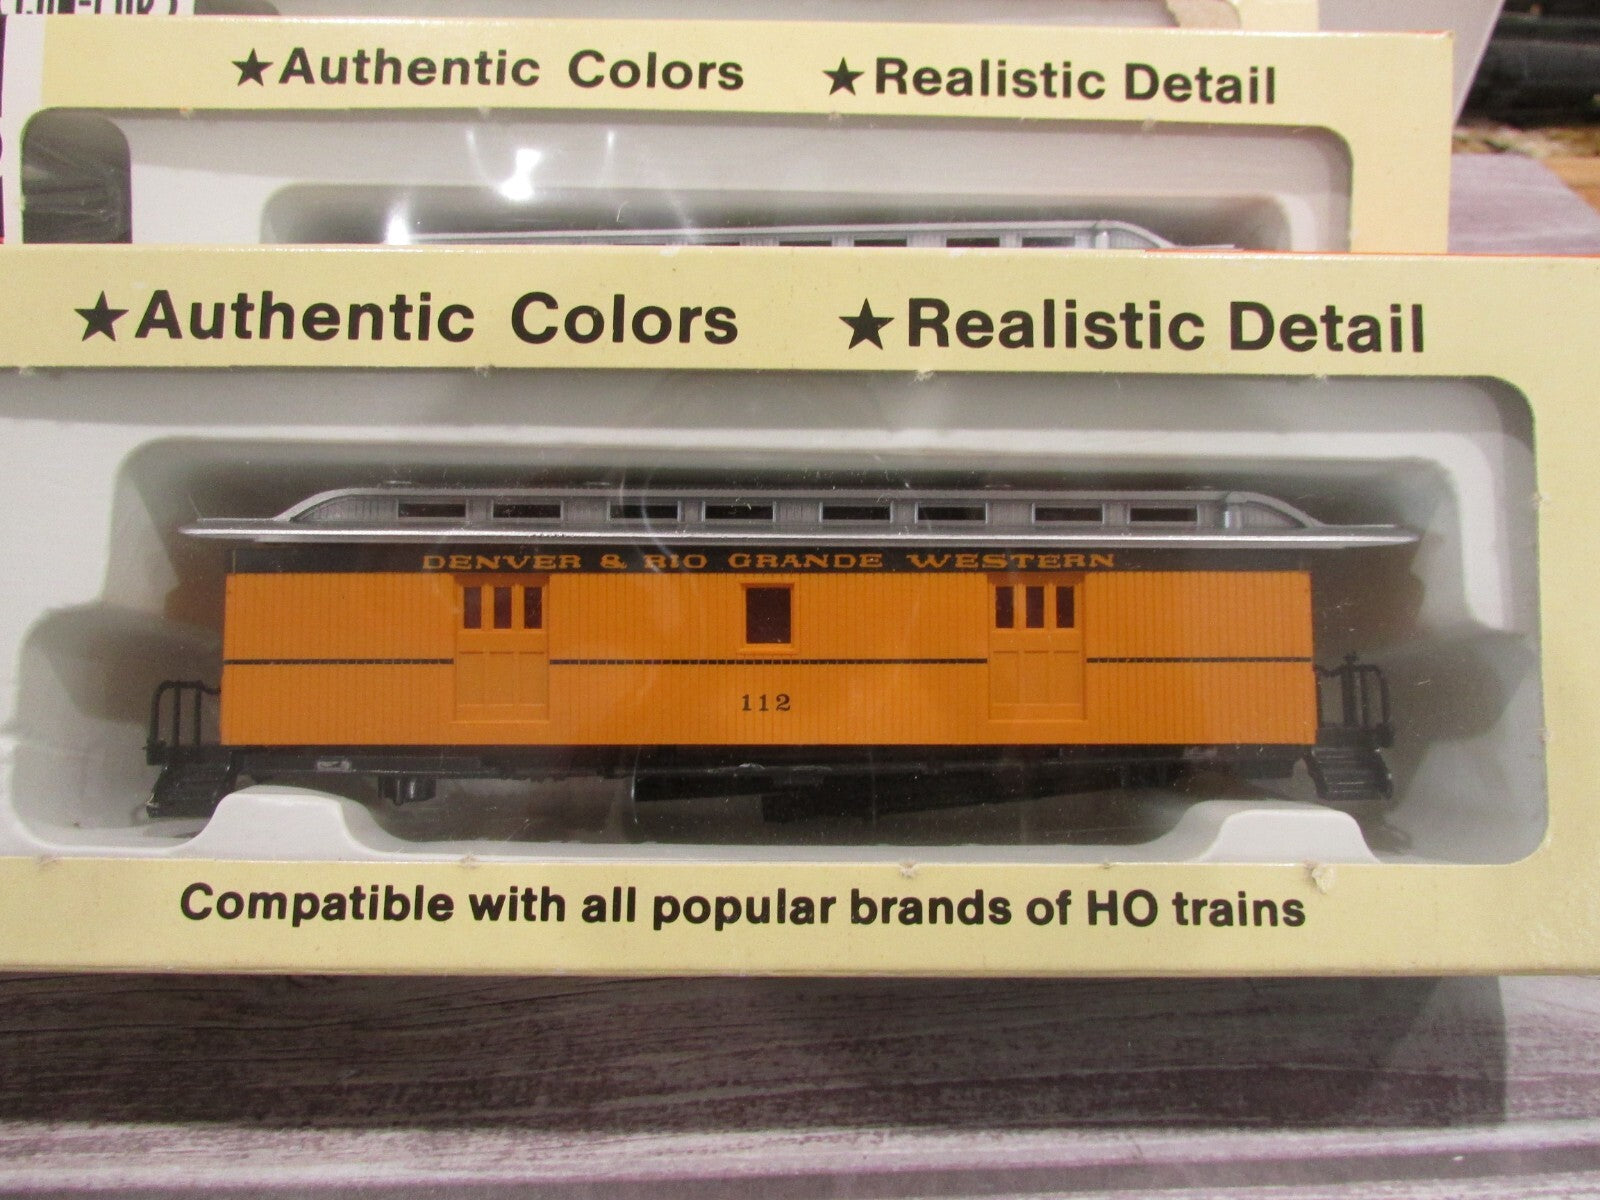 ★Authentic Colors ★Realistic Detail
★Authentic Colors ★Realistic Detail
DENVER & RIO GRANDE WESTERN
112
Compatible with all popular brands of HO trains